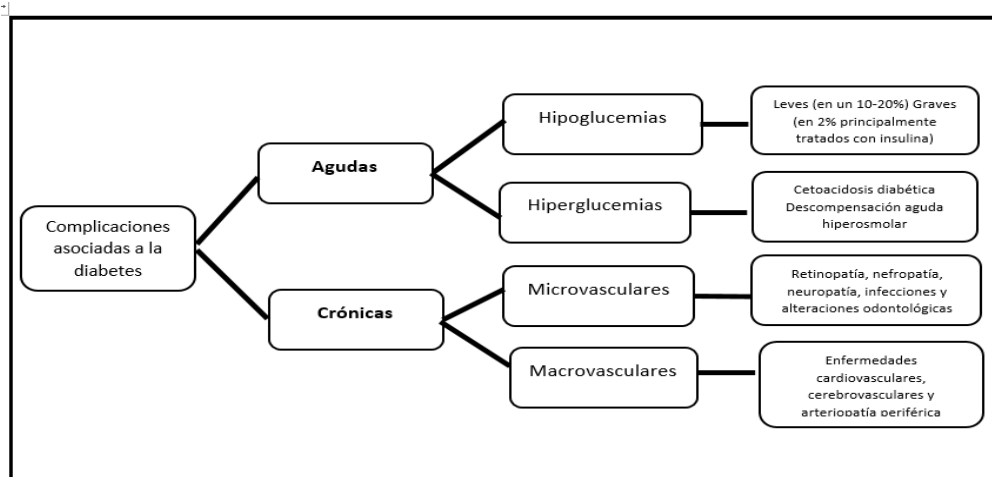 Complicaciones
asociadas a la
diabetes
Agudas
Hipoglucemias
Leves (en un 10-20%) Graves
(en 2% principalmente
tratados con insulina)
Hiperglucemias
Cetoacidosis diabética
Descompensación aguda
hiperosmolar
Crónicas
Microvasculares
Retinopatía, nefropatía,
neuropatía, infecciones y
alteraciones odontológicas
Macrovasculares
Enfermedades
cardiovasculares,
cerebrovasculares y
arteriopatía periférica